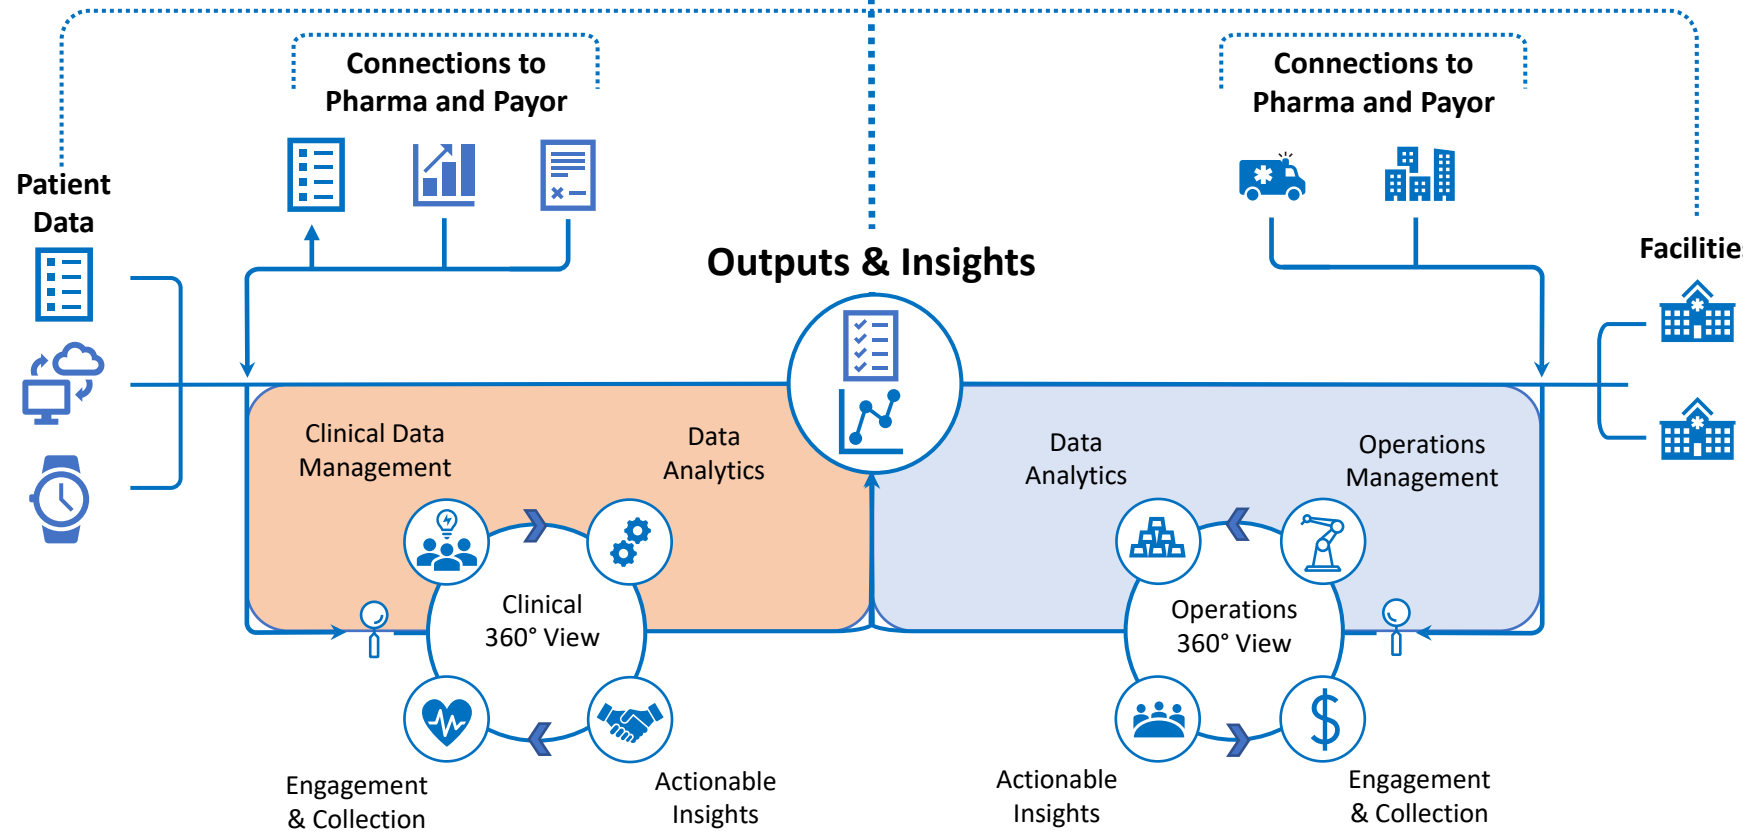 Connections to
Pharma and Payor
Connections to
Pharma and Payor
Patient
Data
Outputs & Insights
Facilitie
Clinical Data
Management
Data
Analytics
Data
Analytics
Operations
Management
Clinical
360° View
Operations
360° View
Engagement
& Collection
Actionable
Insights
Actionable
Insights
Engagement
& Collection